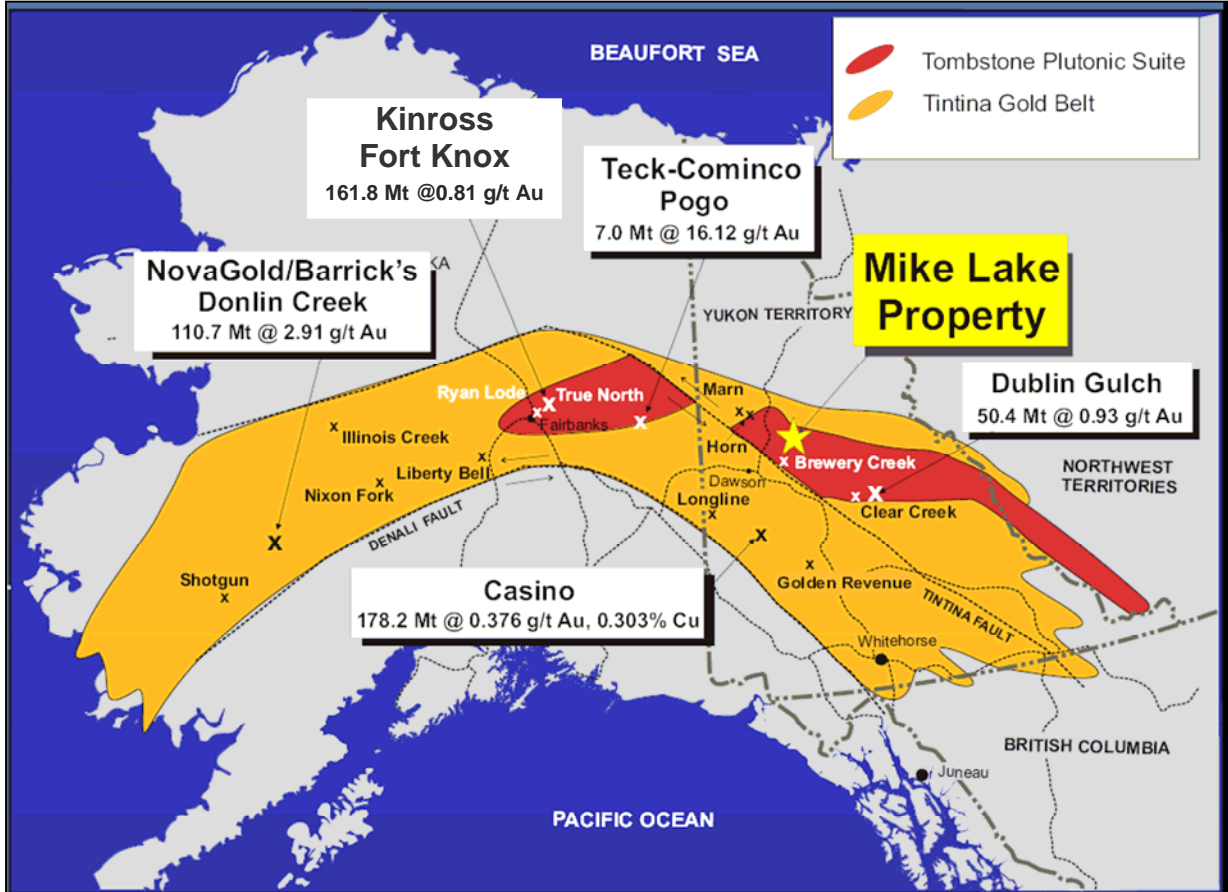 BEAUFORT SEA
Tombstone Plutonic Suite
Tintina Gold Belt
Kinross
Fort Knox
161.8 Mt @0.81 g/t Au
Teck-Cominco
Pogo
7.0 Mt @ 16.12 g/t Au
NovaGold/Barrick's
Donlin Creek
110.7 Mt @ 2.91 g/t Au
KA
Mike Lake
Property
YUKON TERRITORY
Dublin Gulch
50.4 Mt @ 0.93 g/t Au
Ryan Lode
True North
Fairbanks
Marn
Horn
Illinois Creek
Liberty Bell
Nixon Fork
Brewery Creek
Dawson
NORTHWEST
TERRITORIES
Longline
Clear Creek
DENALI FAULT
Shotgun
Casino
178.2 Mt @ 0.376 g/t Au, 0.303% Cu
Golden Revenue
TINTINA FAULT
Whitehorse
BRITISH COLUMBIA
Juneau
PACIFIC OCEAN